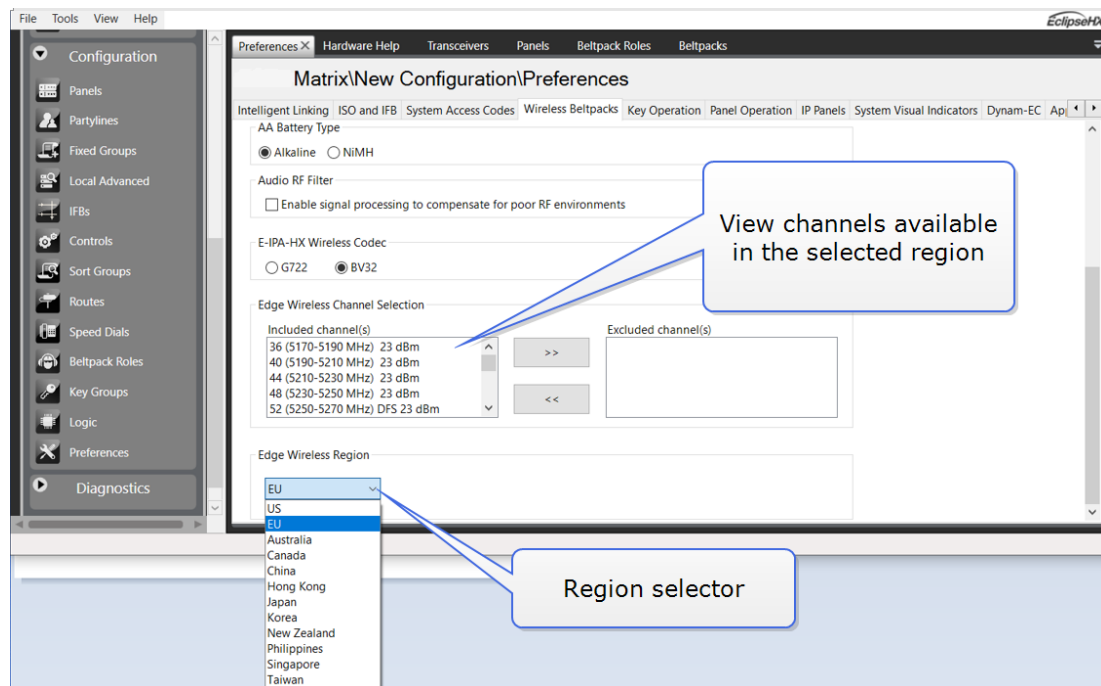 File Tools View Help
EclipseHX
Configuration
Panels
Partylines
Fixed Groups
Local Advanced
IFBs
Controls
Sort Groups
Routes
Speed Dials
Beltpack Roles
Key Groups
Logic
Preferences
Diagnostics
Preferences X Hardware Help Transceivers Panels Beltpack Roles Beltpacks
Matrix\New Configuration\Preferences
Intelligent Linking ISO and IFB System Access Codes Wireless Beltpacks Key Operation Panel Operation IP Panels System Visual Indicators Dynam-EC
AA Battery Type
Alkaline NiMH
Audio RF Filter
Enable signal processing to compensate for poor RF environments
E-IPA-HX Wireless Codec
G722 BV32
Edge Wireless Channel Selection
Included channel(s) Excluded channel(s)
36 (5170-5190 MHz) 23 dBm
40 (5190-5210 MHz) 23 dBm
44 (5210-5230 MHz) 23 dBm
48 (5230-5250 MHz) 23 dBm
52 (5250-5270 MHz) DFS 23 dBm
>>
<<
View channels available
in the selected region
Edge Wireless Region
EU
US
EU
Australia
Canada
China
Hong Kong
Japan
Korea
New Zealand
Philippines
Singapore
Taiwan
Region selector